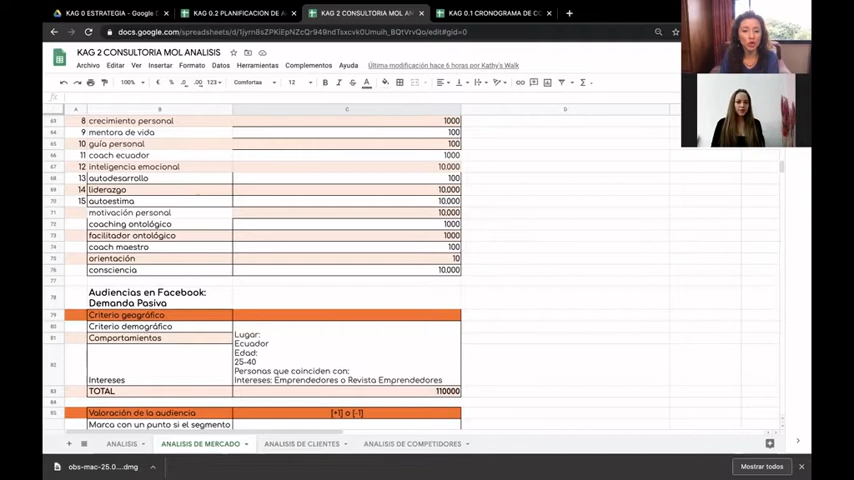 KAG 0 ESTRATEGIA - Google D
KAG 0.2 PLANIFICACION DE A
KAG 2 CONSULTORIA MOL AN
KAG 0.1 CRONOGRAMA DE CO
docs.google.com/spreadsheets/d/1jyrn8sZPKiEpNZcQr949ndTsxcvk0Umuih_8QtVrvQo/edit#gid=0
KAG 2 CONSULTORIA MOL ANALISIS
Archivo Editar Ver Insertar Formato Datos Herramientas Complementos Última modificación hace 6 horas por Kathy's Walk
100% € % .0 .00 123 Comfortaa 12
A B C D
63 8 crecimiento personal 1000
64 9 mentora de vida 100
65 10 guía personal 100
66 11 coach ecuador 1000
67 12 inteligencia emocional 10.000
68 13 autodesarrollo 100
69 14 liderazgo 10.000
70 15 autoestima 10.000
71 motivación personal 10.000
72 coaching ontológico 1000
73 facilitador ontológico 1000
74 coach maestro 100
75 orientación 10
76 consciencia 10.000
77
78 Audiencias en Facebook:
Demanda Pasiva
79 Criterio geográfico
80 Criterio demográfico
81 Comportamientos
Lugar:
Ecuador
Edad:
25-40
Personas que coinciden con:
82 Intereses Intereses: Emprendedores o Revista Emprendedores
83 TOTAL 110000
84
85 Valoración de la audiencia [+1] o [-1]
Marca con un punto si el segmento
ANALISIS ANALISIS DE MERCADO ANALISIS DE CLIENTES ANALISIS DE COMPETIDORES
obs-mac-25.0....dmg Mostrar todos